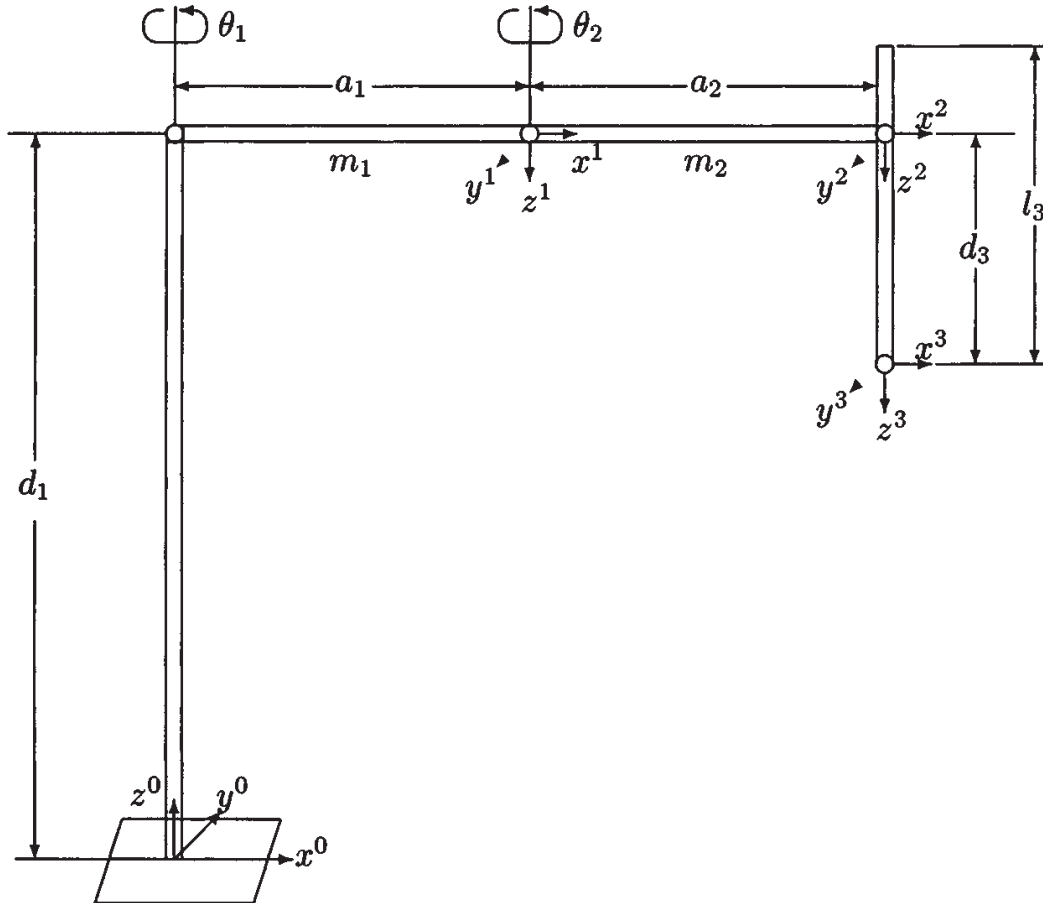 θ₁ θ₂
a₁ a₂
x²
m₁ x¹ m₂
y¹ z¹ y² z² l₃
d₃
x³
y³ z³
d₁
z⁰ y⁰
x⁰